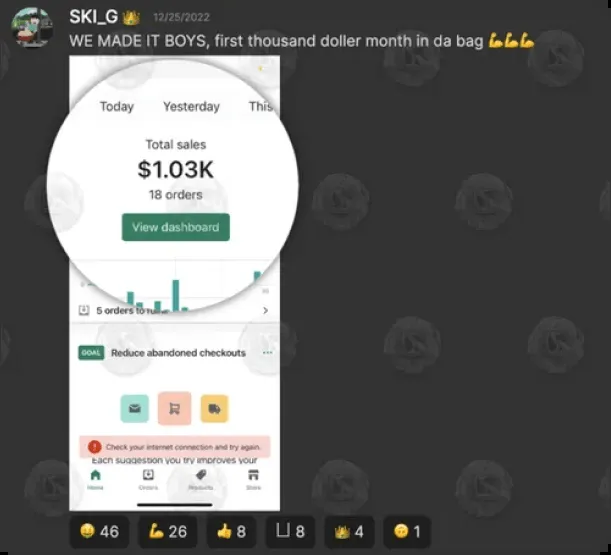 SKI_G 👑 12/25/2022
WE MADE IT BOYS, first thousand doller month in da bag 💪💪💪
Today Yesterday This
Total sales
$1.03K
18 orders
View dashboard
5 orders to
GOAL Reduce abandoned checkouts ...
Check your internet connection and try again.
Each suggestion you try improves your
Home Orders Products Store
😀 46 💪 26 👍 8 8 👑 4 🙃 1